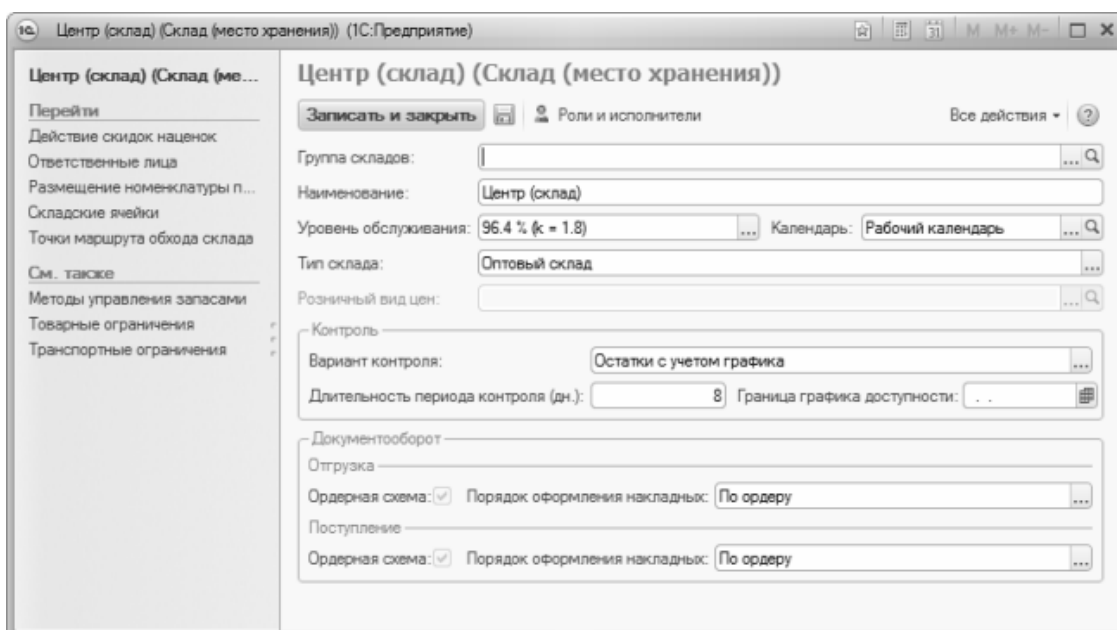 Центр (склад) (Склад (место хранения)) (1С:Предприятие)
31 M M+ M-
Центр (склад) (Склад (ме...
Перейти
Действие скидок наценок
Ответственные лица
Размещение номенклатуры п...
Складские ячейки
Точки маршрута обхода склада
См. также
Методы управления запасами
Товарные ограничения
Транспортные ограничения
Центр (склад) (Склад (место хранения))
Записать и закрыть Роли и исполнители Все действия ?
Группа складов: ...
Наименование: Центр (склад)
Уровень обслуживания: 96.4 % (k = 1.8) ... Календарь: Рабочий календарь ...
Тип склада: Оптовый склад ...
Розничный вид цен: ...
Контроль
Вариант контроля: Остатки с учетом графика ...
Длительность периода контроля (дн.): 8 Граница графика доступности: . .
Документооборот
Отгрузка
Ордерная схема: Порядок оформления накладных: По ордеру ...
Поступление
Ордерная схема: Порядок оформления накладных: По ордеру ...